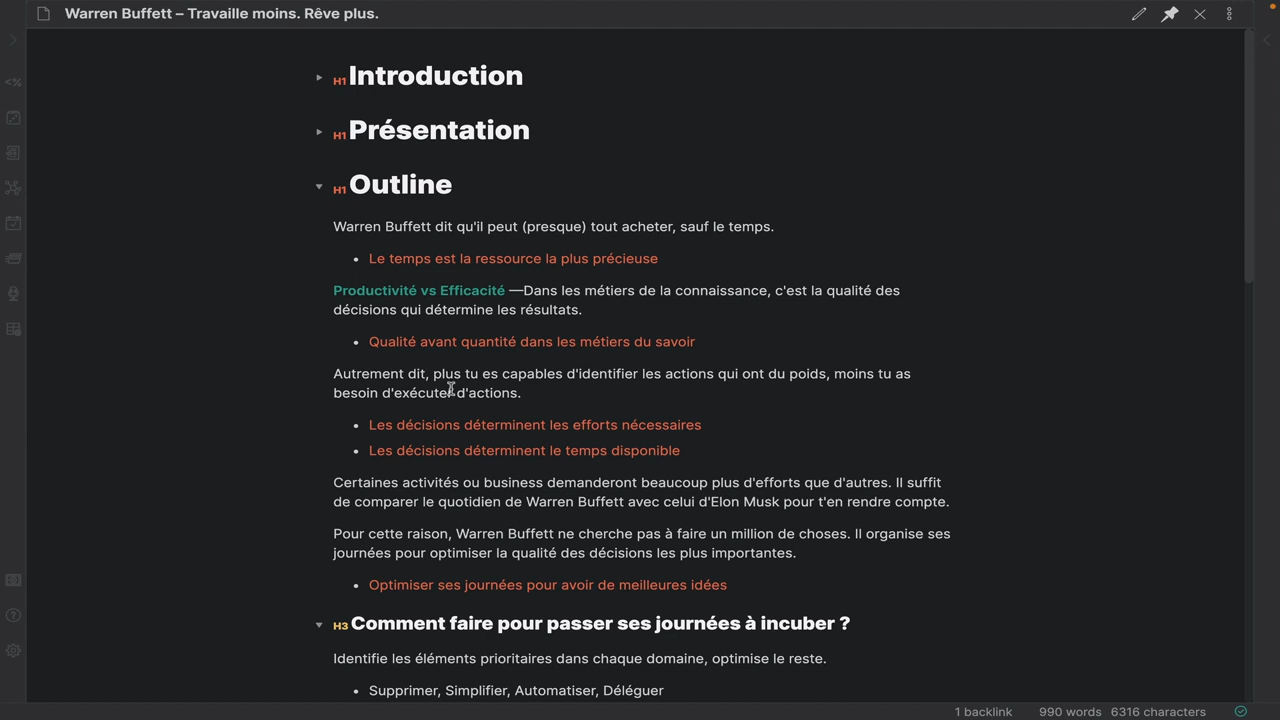 Warren Buffett – Travaille moins. Rêve plus.
H1 Introduction
H1 Présentation
H1 Outline
Warren Buffett dit qu'il peut (presque) tout acheter, sauf le temps.
• Le temps est la ressource la plus précieuse
Productivité vs Efficacité —Dans les métiers de la connaissance, c'est la qualité des
décisions qui détermine les résultats.
• Qualité avant quantité dans les métiers du savoir
Autrement dit, plus tu es capables d'identifier les actions qui ont du poids, moins tu as
besoin d'exécuter d'actions.
• Les décisions déterminent les efforts nécessaires
• Les décisions déterminent le temps disponible
Certaines activités ou business demanderont beaucoup plus d'efforts que d'autres. Il suffit
de comparer le quotidien de Warren Buffett avec celui d'Elon Musk pour t'en rendre compte.
Pour cette raison, Warren Buffett ne cherche pas à faire un million de choses. Il organise ses
journées pour optimiser la qualité des décisions les plus importantes.
• Optimiser ses journées pour avoir de meilleures idées
H3 Comment faire pour passer ses journées à incuber ?
Identifie les éléments prioritaires dans chaque domaine, optimise le reste.
• Supprimer, Simplifier, Automatiser, Déléguer
1 backlink 990 words 6316 characters